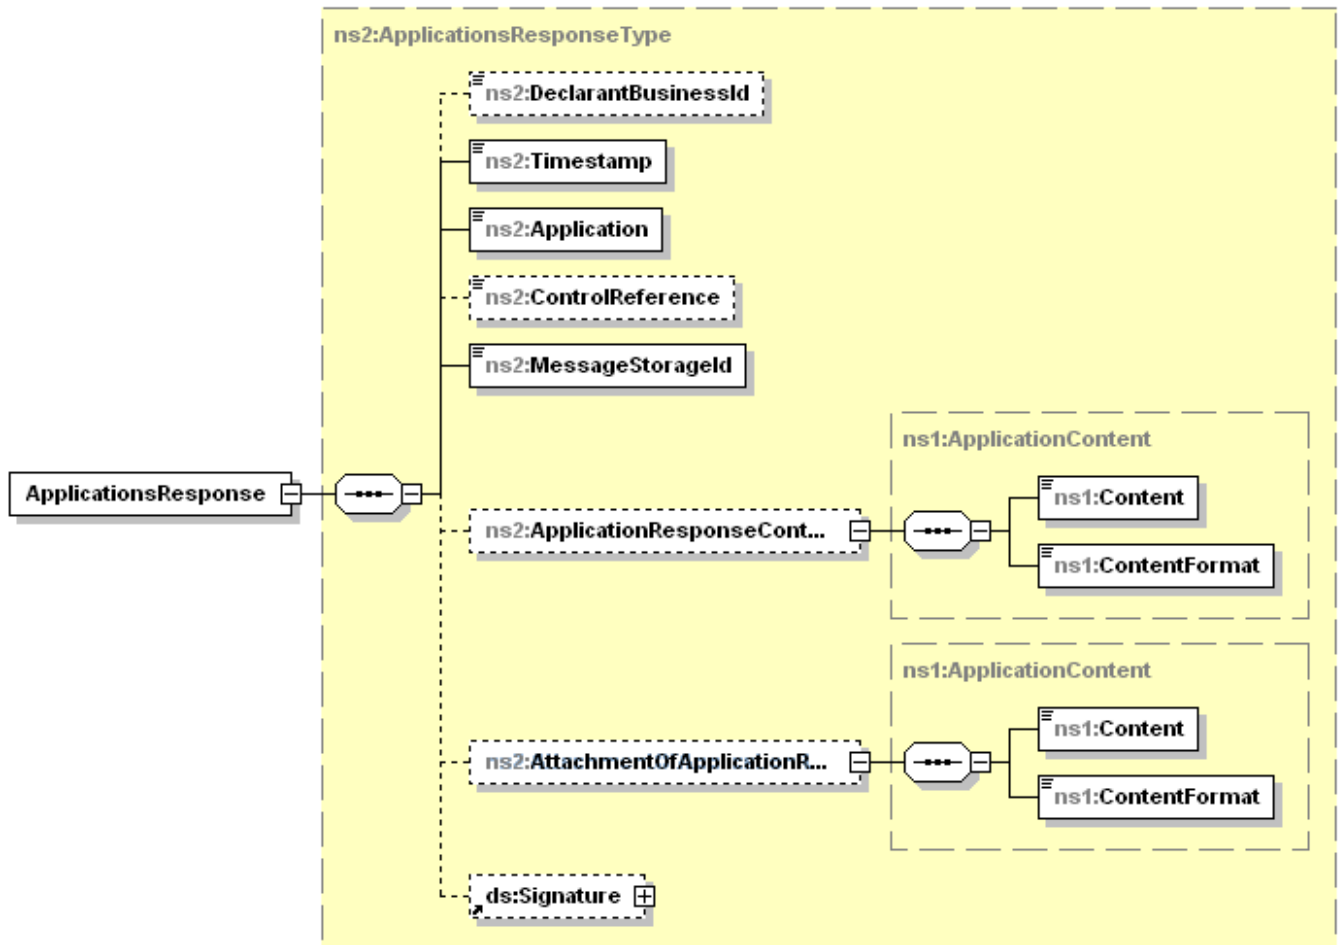 ns2:ApplicationsResponseType
ns2:DeclarantBusinessId
ns2:Timestamp
ns2:Application
ns2:ControlReference
ns2:MessageStorageId
ns1:ApplicationContent
ApplicationsResponse
ns1:Content
ns2:ApplicationResponseCont...
ns1:ContentFormat
ns1:ApplicationContent
ns1:Content
ns2:AttachmentOfApplicationR...
ns1:ContentFormat
ds:Signature